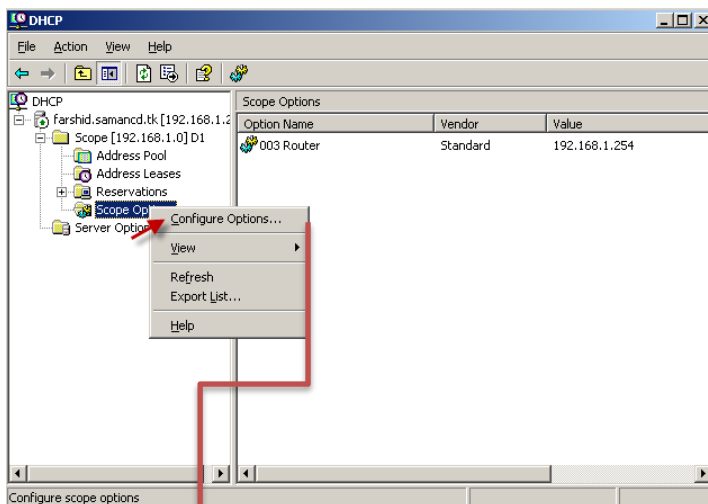 DHCP
File Action View Help
DHCP
farshid.samancd.tk [192.168.1.2
Scope [192.168.1.0] D1
Address Pool
Address Leases
Reservations
Scope Opti
Server Option
Scope Options
Option Name Vendor Value
003 Router Standard 192.168.1.254
Configure Options...
View
Refresh
Export List...
Help
Configure scope options